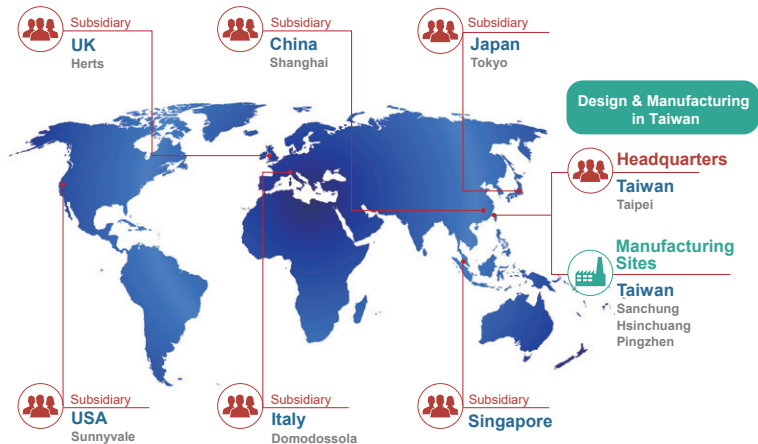 Subsidiary
UK
Herts
Subsidiary
China
Shanghai
Subsidiary
Japan
Tokyo
Design & Manufacturing
in Taiwan
Headquarters
Taiwan
Taipei
Manufacturing
Sites
Taiwan
Sanchung
Hsinchuang
Pingzhen
Subsidiary
USA
Sunnyvale
Subsidiary
Italy
Domodossola
Subsidiary
Singapore